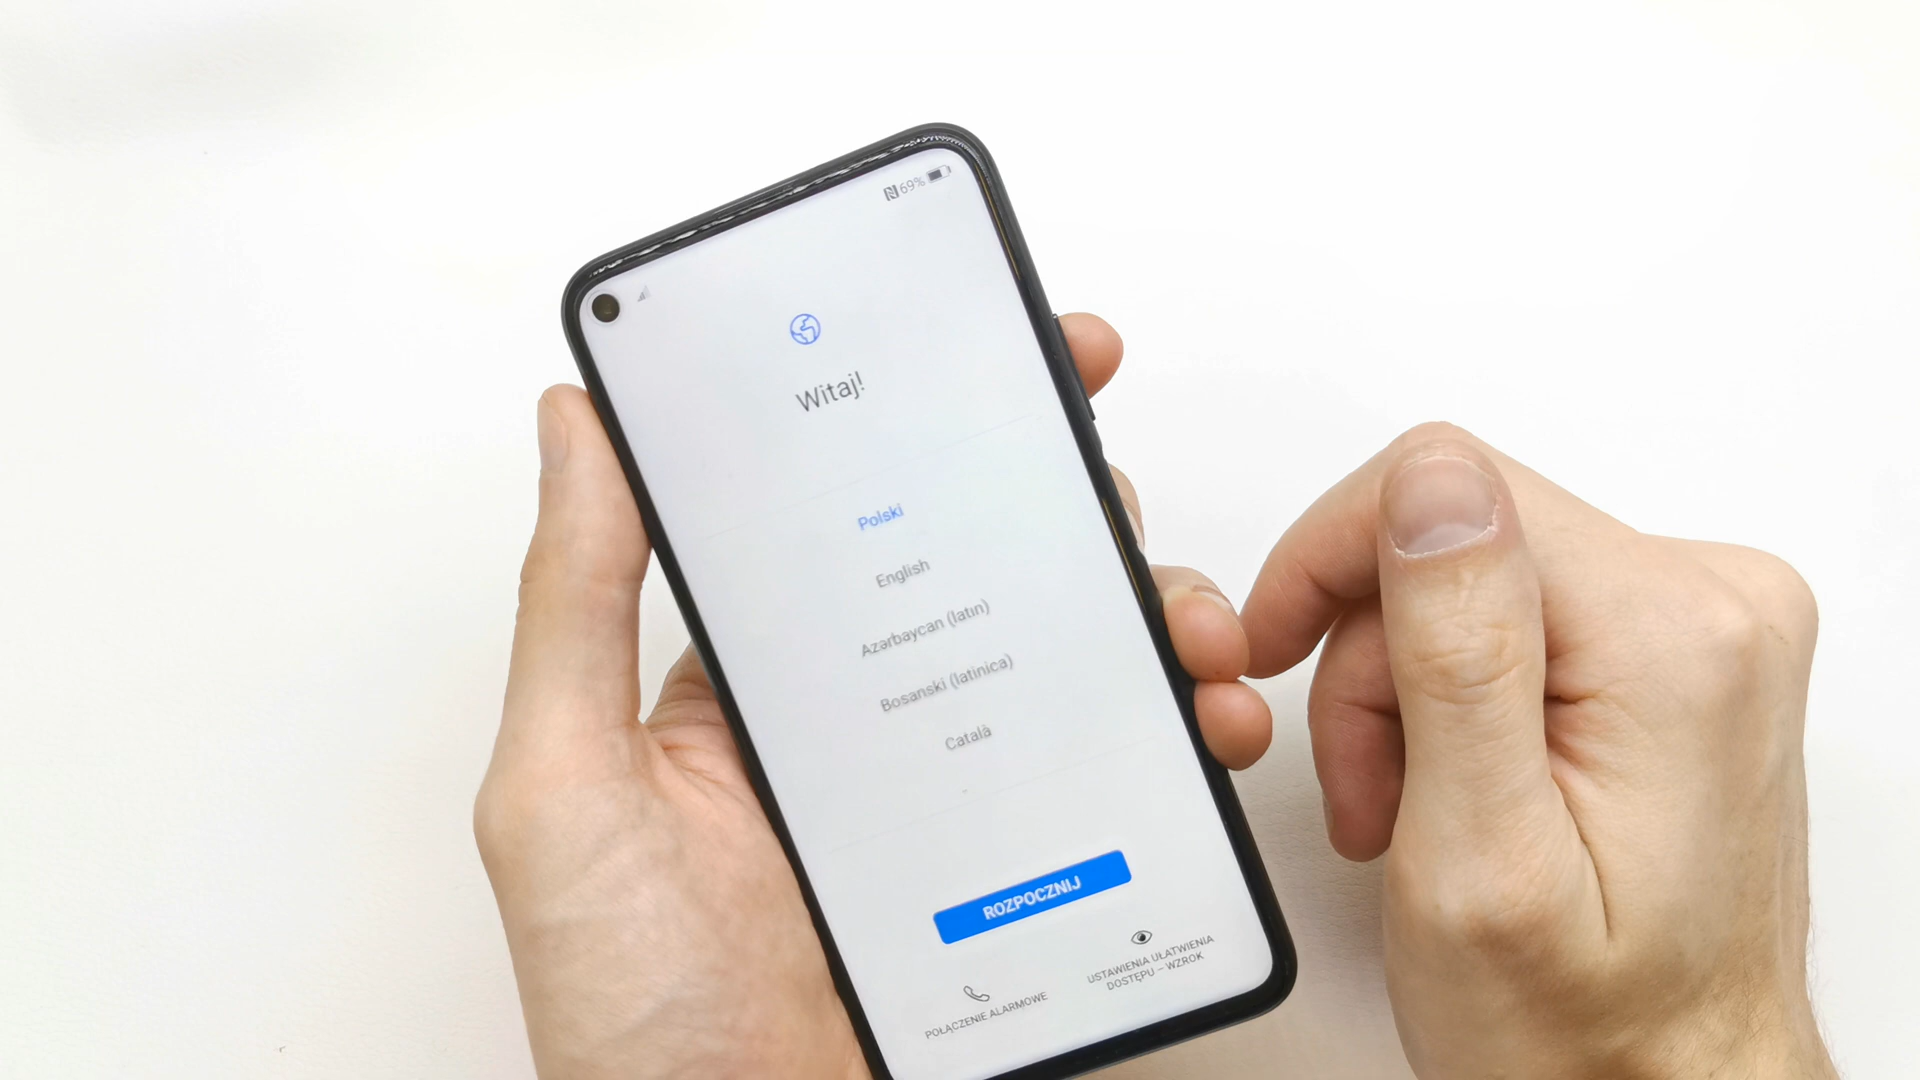 69%
Witaj!
Polski
English
Azərbaycan (latın)
Bosanski (latinica)
Català
ROZPOCZNIJ
POŁĄCZENIE ALARMOWE
USTAWIENIA UŁATWIENIA
DOSTĘPU – WZROK